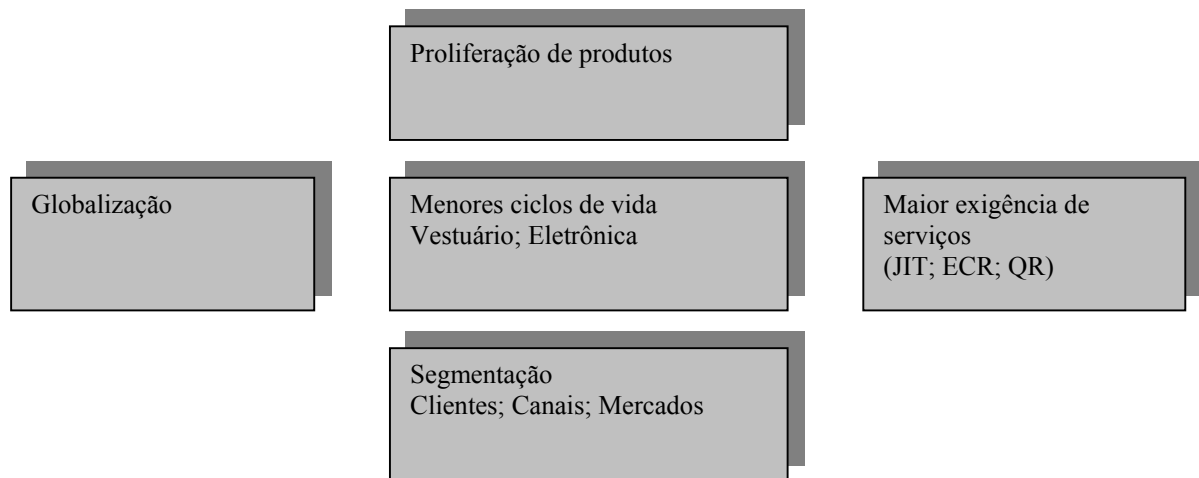 Proliferação de produtos
Globalização
Menores ciclos de vida
Vestuário; Eletrônica
Maior exigência de
serviços
(JIT; ECR; QR)
Segmentação
Clientes; Canais; Mercados